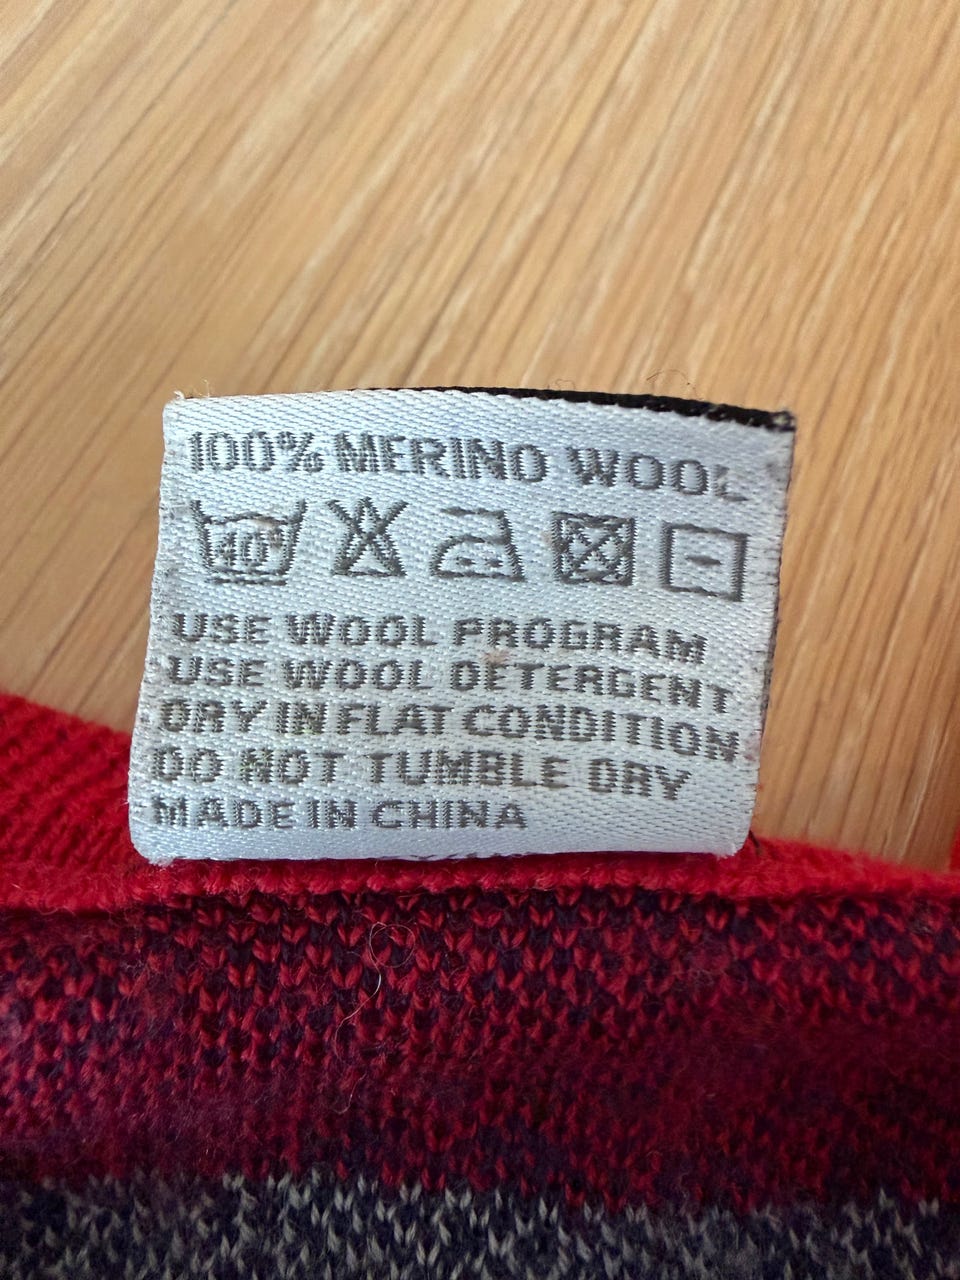 100% MERINO WOOL
40°
USE WOOL PROGRAM
USE WOOL DETERGENT
DRY IN FLAT CONDITION
DO NOT TUMBLE DRY
MADE IN CHINA